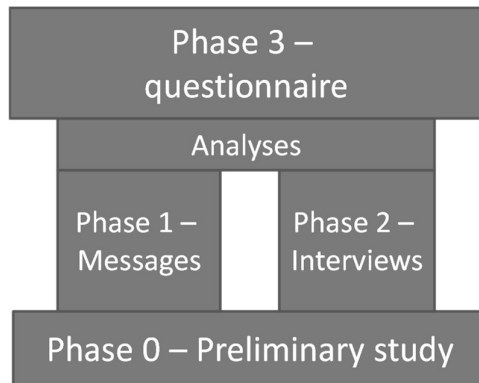 Phase 3 –
questionnaire
Analyses
Phase 1 –
Messages
Phase 2 –
Interviews
Phase 0 – Preliminary study